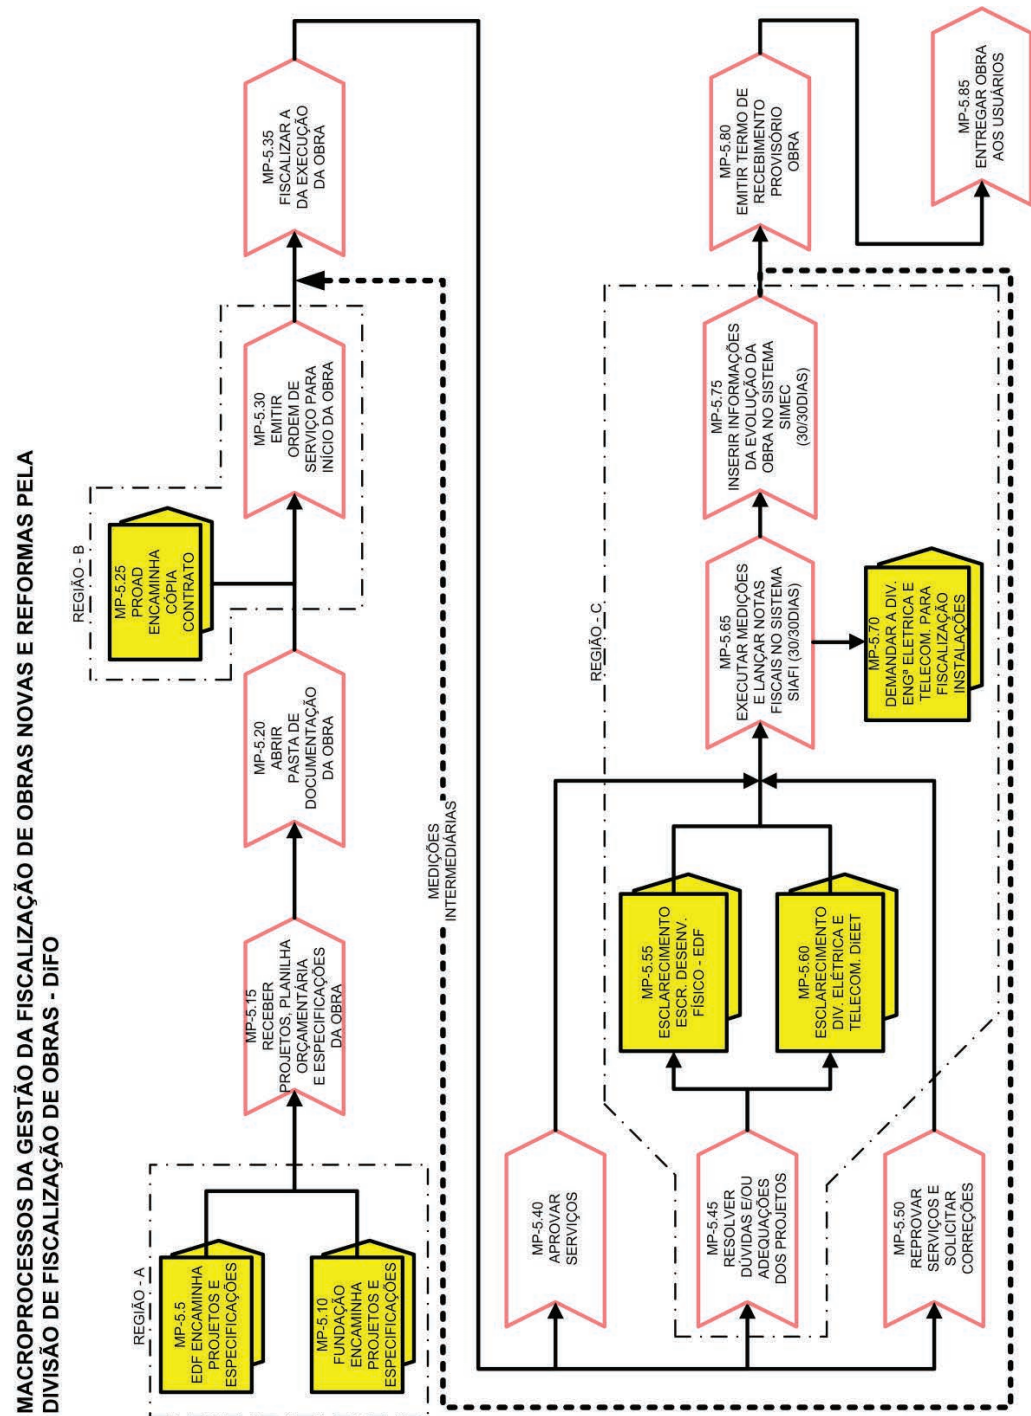 MACROPROCESSOS DA GESTÃO DA FISCALIZAÇÃO DE OBRAS NOVAS E REFORMAS PELA
DIVISÃO DE FISCALIZAÇÃO DE OBRAS - DiFO
REGIÃO - A
MP-5.5
EDF ENCAMINHA
PROJETOS E
ESPECIFICAÇÕES
MP-5.10
FUNDAÇÃO
ENCAMINHA
PROJETOS E
ESPECIFICAÇÕES
MP-5.15
RECEBER
PROJETOS, PLANILHA
ORÇAMENTÁRIA
E ESPECIFICAÇÕES
DA OBRA
MP-5.20
ABRIR
PASTA DE
DOCUMENTAÇÃO
DA OBRA
REGIÃO - B
MP-5.25
PROAD
ENCAMINHA
CÓPIA
CONTRATO
MP-5.30
EMITIR
ORDEM DE
SERVIÇO PARA
INÍCIO DA OBRA
MP-5.35
FISCALIZAR A
DA EXECUÇÃO
DA OBRA
MEDIÇÕES
INTERMEDIÁRIAS
MP-5.40
APROVAR
SERVIÇOS
MP-5.45
RESOLVER
DÚVIDAS E/OU
ADEQUAÇÕES
DOS PROJETOS
MP-5.50
REPROVAR
SERVIÇOS E
SOLICITAR
CORREÇÕES
REGIÃO - C
MP-5.55
ESCLARECIMENTO
ESCR. DESENV.
FÍSICO - EDF
MP-5.60
ESCLARECIMENTO
DIV. ELÉTRICA E
TELECOM. DiEET
MP-5.65
EXECUTAR MEDIÇÕES
E LANÇAR NOTAS
FISCAIS NO SISTEMA
SIAFI (30/30DIAS)
MP-5.70
DEMANDAR A DIV.
ENGª ELETRICA E
TELECOM. PARA
FISCALIZAÇÃO
INSTALAÇÕES
MP-5.75
INSERIR INFORMAÇÕES
DA EVOLUÇÃO DA
OBRA NO SISTEMA
SIMEC
(30/30DIAS)
MP-5.80
EMITIR TERMO DE
RECEBIMENTO
PROVISÓRIO
OBRA
MP-5.85
ENTREGAR OBRA
AOS USUÁRIOS